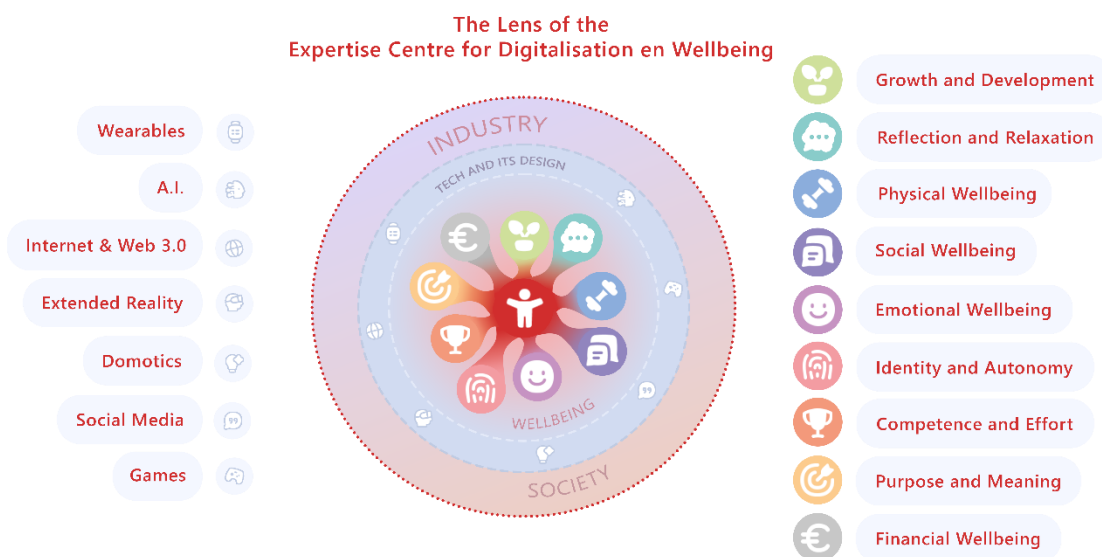 The Lens of the
Expertise Centre for Digitalisation en Wellbeing
Wearables
A.I.
Internet & Web 3.0
Extended Reality
Domotics
Social Media
Games
INDUSTRY
TECH AND ITS DESIGN
WELLBEING
SOCIETY
Growth and Development
Reflection and Relaxation
Physical Wellbeing
Social Wellbeing
Emotional Wellbeing
Identity and Autonomy
Competence and Effort
Purpose and Meaning
Financial Wellbeing